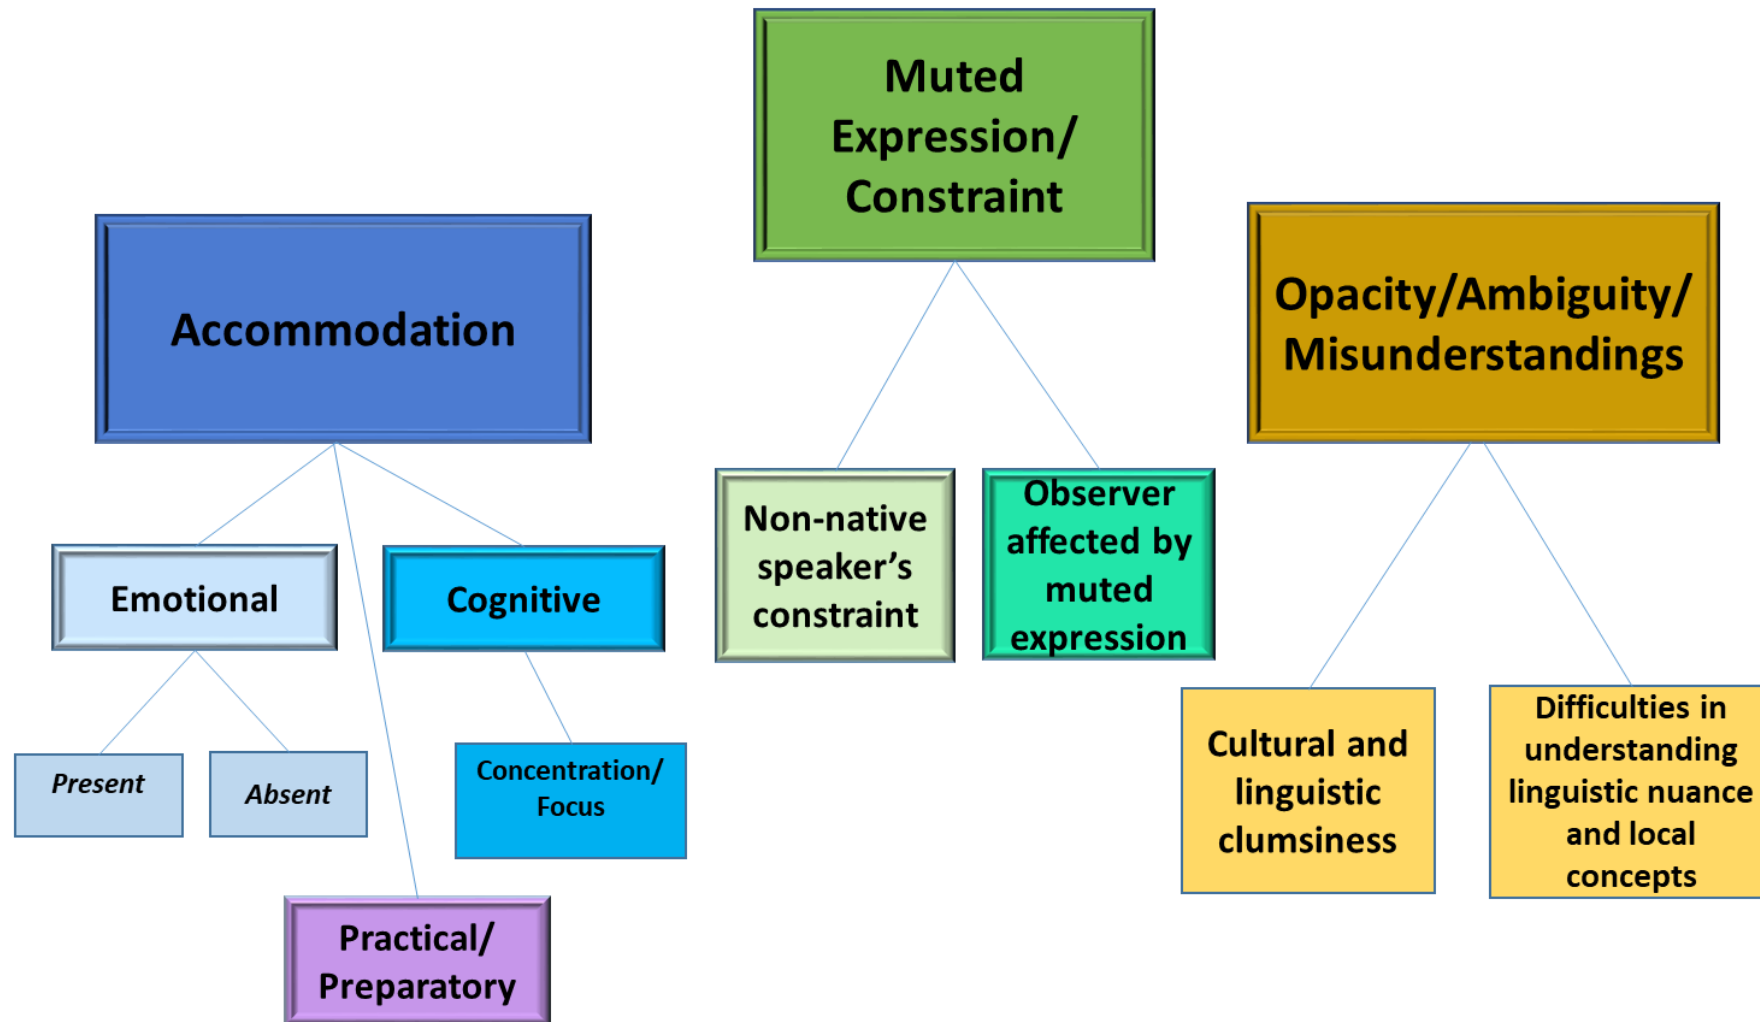 Muted
Expression/
Constraint
Accommodation
Opacity/Ambiguity/
Misunderstandings
Emotional
Cognitive
Non-native
speaker’s
constraint
Observer
affected by
muted
expression
Present
Absent
Concentration/
Focus
Practical/
Preparatory
Cultural and
linguistic
clumsiness
Difficulties in
understanding
linguistic nuance
and local
concepts